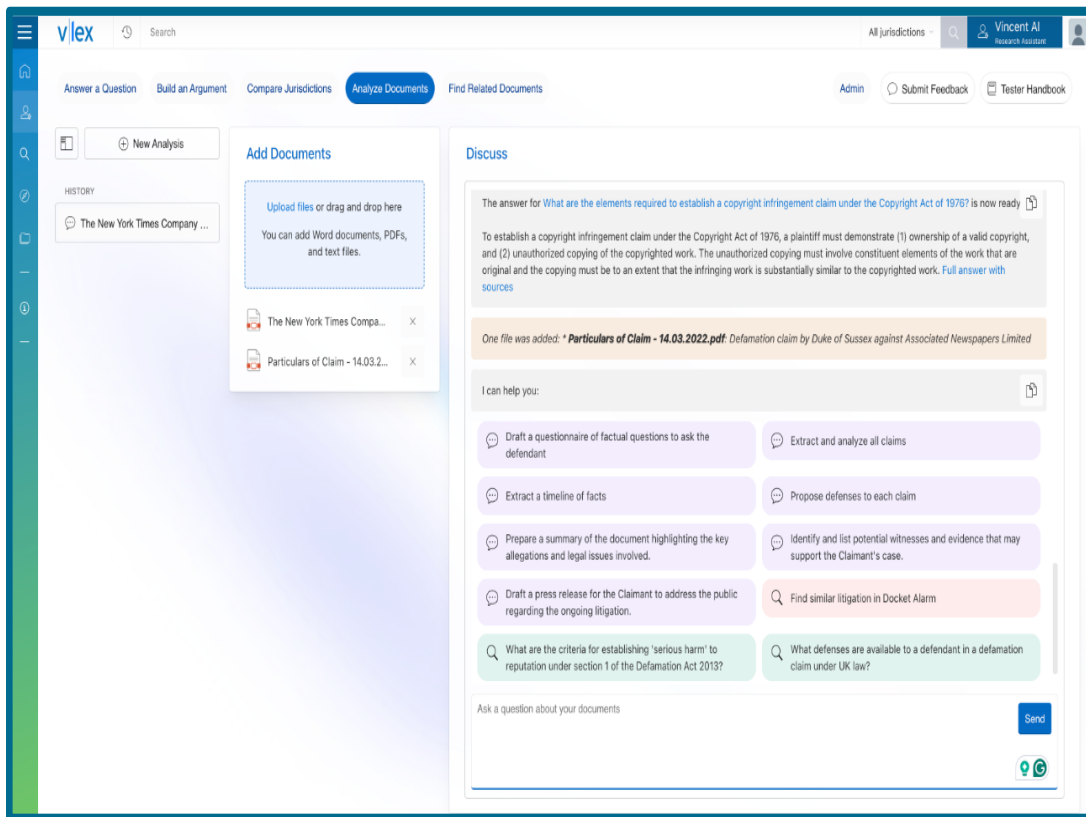 vlex
Search
All jurisdictions
Vincent AI
Research Assistant
Answer a Question
Build an Argument
Compare Jurisdictions
Analyze Documents
Find Related Documents
Admin
Submit Feedback
Tester Handbook
New Analysis
HISTORY
The New York Times Company ...
Add Documents
Upload files or drag and drop here
You can add Word documents, PDFs,
and text files.
The New York Times Compa...
Particulars of Claim - 14.03.2...
Discuss
The answer for What are the elements required to establish a copyright infringement claim under the Copyright Act of 1976? is now ready
To establish a copyright infringement claim under the Copyright Act of 1976, a plaintiff must demonstrate (1) ownership of a valid copyright,
and (2) unauthorized copying of the copyrighted work. The unauthorized copying must involve constituent elements of the work that are
original and the copying must be to an extent that the infringing work is substantially similar to the copyrighted work. Full answer with
sources
One file was added: * Particulars of Claim - 14.03.2022.pdf: Defamation claim by Duke of Sussex against Associated Newspapers Limited
I can help you:
Draft a questionnaire of factual questions to ask the
defendant
Extract and analyze all claims
Extract a timeline of facts
Propose defenses to each claim
Prepare a summary of the document highlighting the key
allegations and legal issues involved.
Identify and list potential witnesses and evidence that may
support the Claimant's case.
Draft a press release for the Claimant to address the public
regarding the ongoing litigation.
Find similar litigation in Docket Alarm
What are the criteria for establishing 'serious harm' to
reputation under section 1 of the Defamation Act 2013?
What defenses are available to a defendant in a defamation
claim under UK law?
Ask a question about your documents
Send